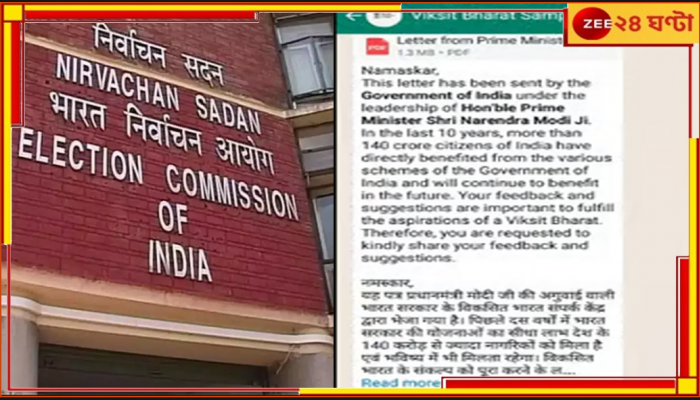 निर्वाचन सदन
NIRVACHAN SADAN
भारत निर्वाचन आयोग
ELECTION COMMISSION
OF
INDIA
Viksit Bharat Samp
Letter from Prime Minist
1.3 MB • PDF
Namaskar,
This letter has been sent by the
Government of India under the
leadership of Hon'ble Prime
Minister Shri Narendra Modi Ji.
In the last 10 years, more than
140 crore citizens of India have
directly benefited from the various
schemes of the Government of
India and will continue to benefit
in the future. Your feedback and
suggestions are important to fulfill
the aspirations of a Viksit Bharat.
Therefore, you are requested to
kindly share your feedback and
suggestions.
नमस्कार,
यह पत्र प्रधानमंत्री मोदी जी की अगुवाई वाली
भारत सरकार के विकसित भारत संपर्क केंद्र
द्वारा भेजा गया है। पिछले दस वर्षों में भारत
सरकार की योजनाओं का सीधा लाभ देश के
140 करोड़ से ज्यादा नागरिकों को मिला है
एवं भविष्य में भी मिलता रहेगा। विकसित
भारत के संकल्प को पूरा करने के ल...
Read more
ZEE ২৪ ঘণ্টা